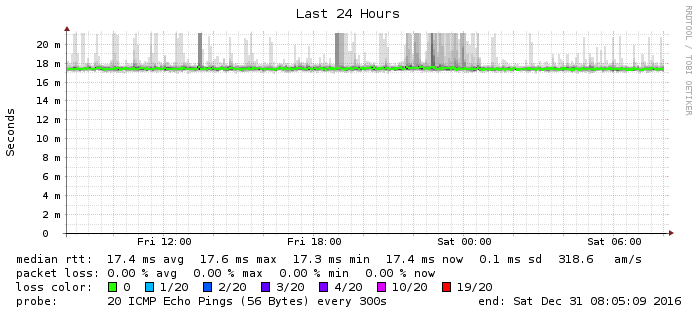 Last 24 Hours
RRDTOOL / TOBI OETIKER
Seconds
20 m
18 m
16 m
14 m
12 m
10 m
8 m
6 m
4 m
2 m
0
Fri 12:00 Fri 18:00 Sat 00:00 Sat 06:00
median rtt: 17.4 ms avg 17.6 ms max 17.3 ms min 17.4 ms now 0.1 ms sd 318.6 am/s
packet loss: 0.00 % avg 0.00 % max 0.00 % min 0.00 % now
loss color: 0 1/20 2/20 3/20 4/20 10/20 19/20
probe: 20 ICMP Echo Pings (56 Bytes) every 300s end: Sat Dec 31 08:05:09 2016